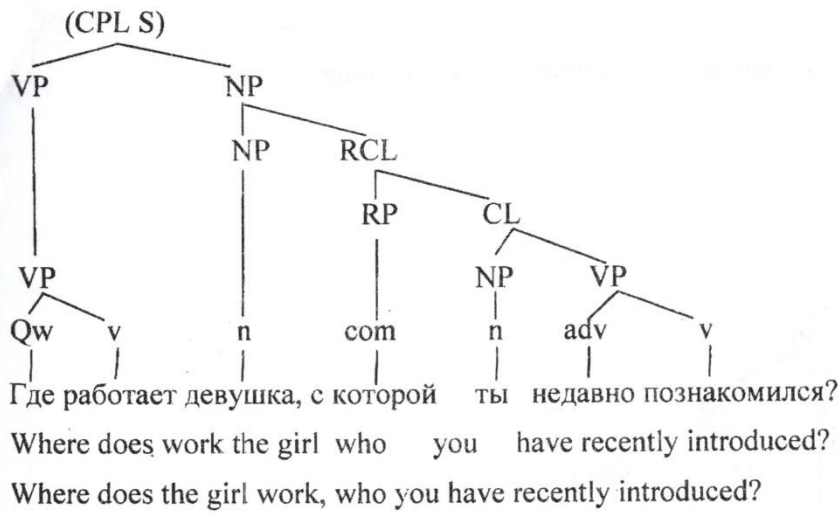 (CPL S)
VP NP
NP RCL
RP CL
VP NP VP
Qw v n com n adv v
Где работает девушка, с которой ты недавно познакомился?
Where does work the girl who you have recently introduced?
Where does the girl work, who you have recently introduced?